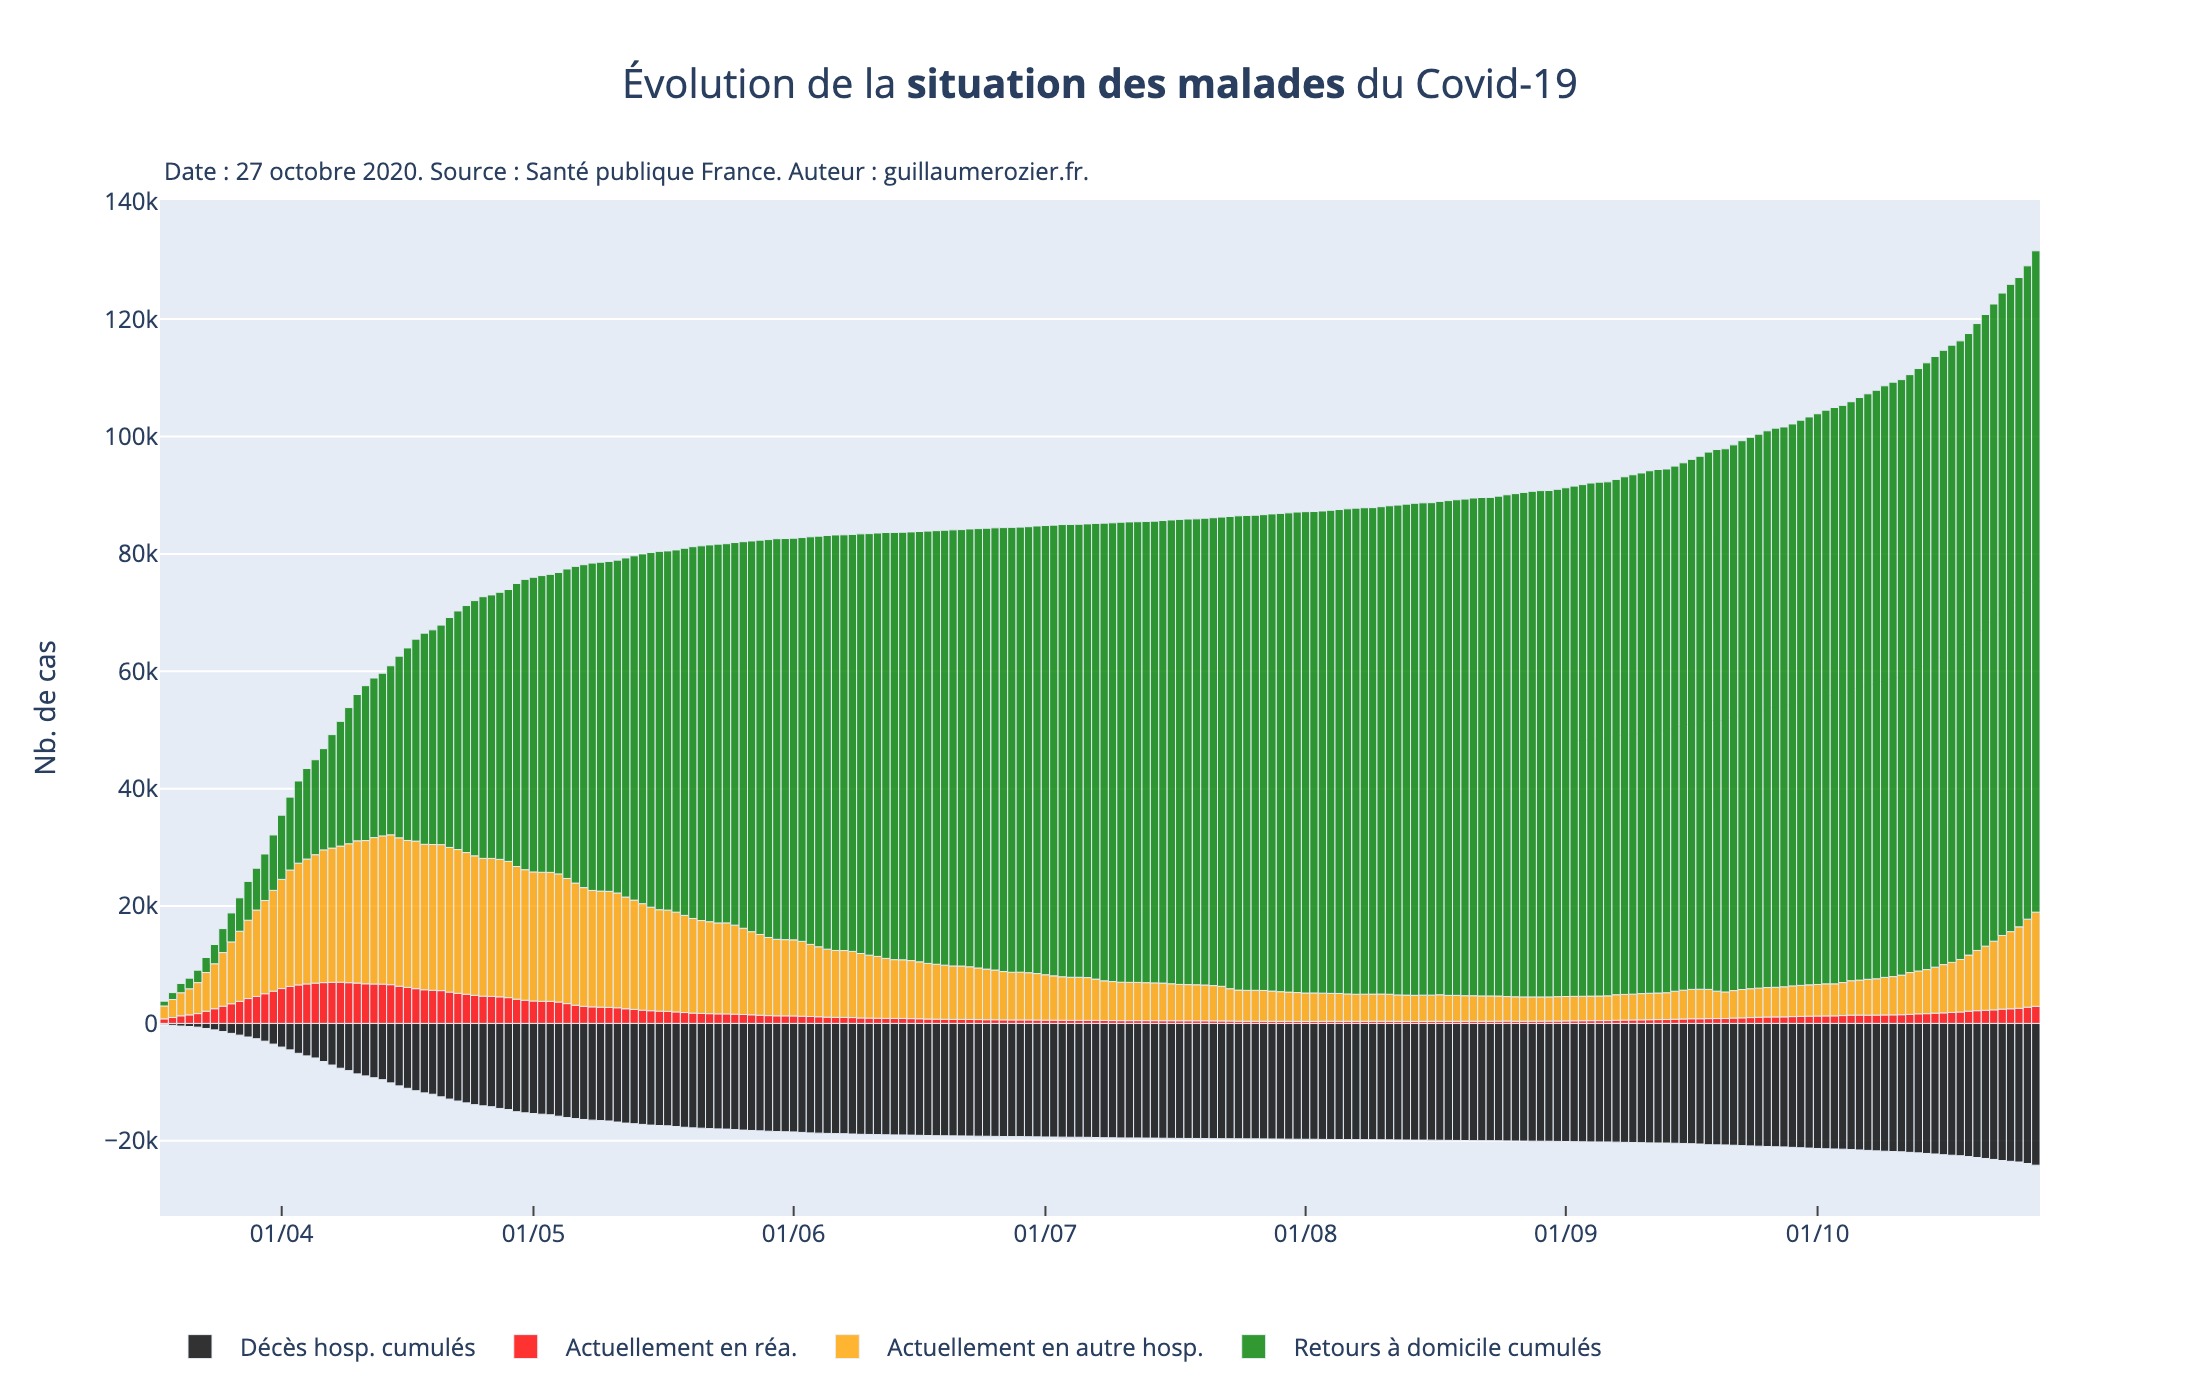 Évolution de la situation des malades du Covid-19
Date : 27 octobre 2020. Source : Santé publique France. Auteur : guillaumerozier.fr.
140k
120k
100k
80k
60k
40k
20k
0
−20k
Nb. de cas
01/04 01/05 01/06 01/07 01/08 01/09 01/10
Décès hosp. cumulés Actuellement en réa. Actuellement en autre hosp. Retours à domicile cumulés